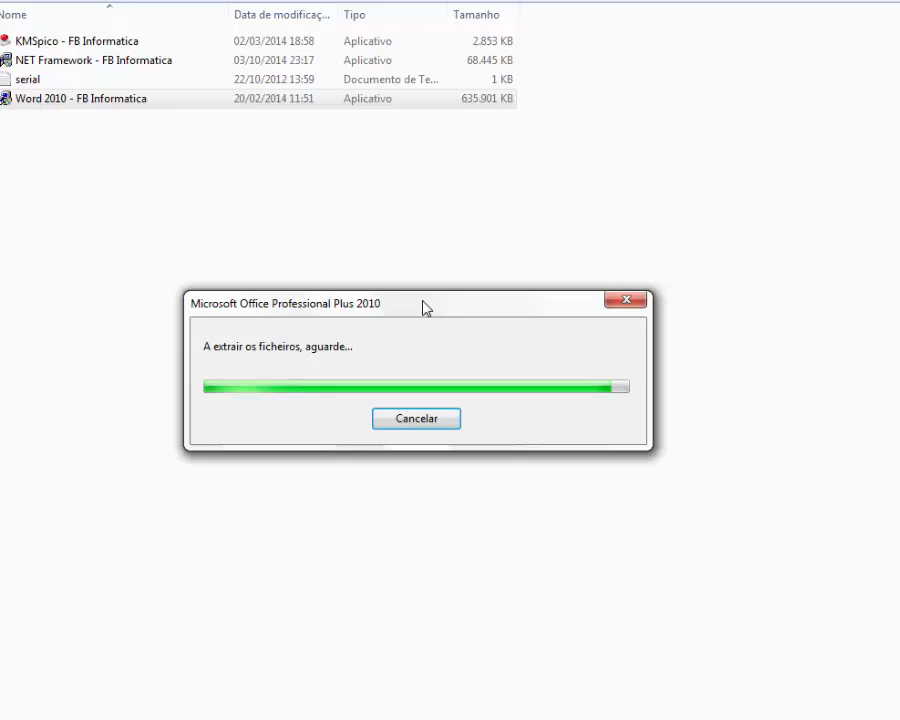 Nome Data de modificaç... Tipo Tamanho
KMSpico - FB Informatica 02/03/2014 18:58 Aplicativo 2.853 KB
NET Framework - FB Informatica 03/10/2014 23:17 Aplicativo 68.445 KB
serial 22/10/2012 13:59 Documento de Te... 1 KB
Word 2010 - FB Informatica 20/02/2014 11:51 Aplicativo 635.901 KB
Microsoft Office Professional Plus 2010
A extrair os ficheiros, aguarde...
Cancelar